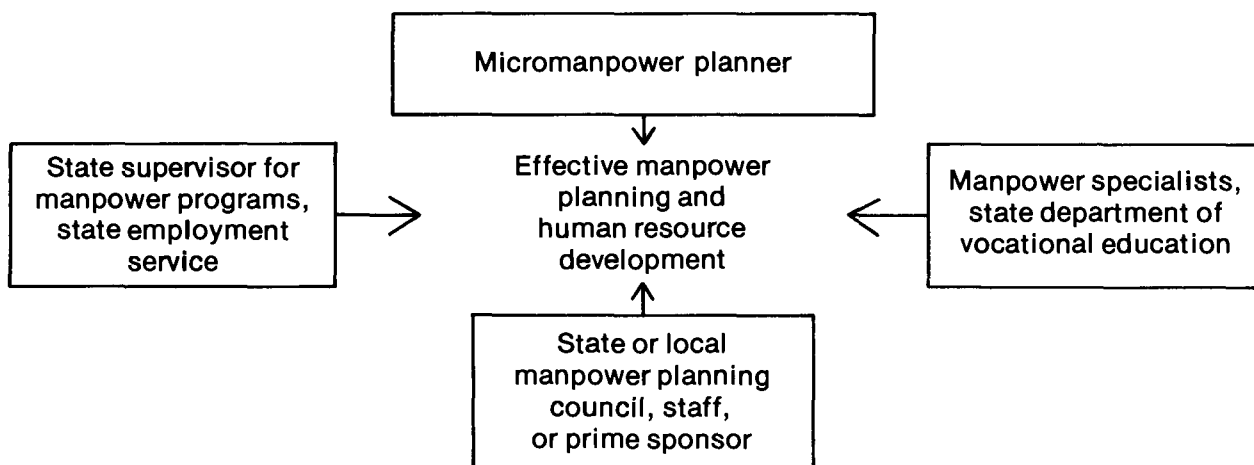 Micromanpower planner
State supervisor for
manpower programs,
state employment
service
Effective manpower
planning and
human resource
development
Manpower specialists,
state department of
vocational education
State or local
manpower planning
council, staff,
or prime sponsor